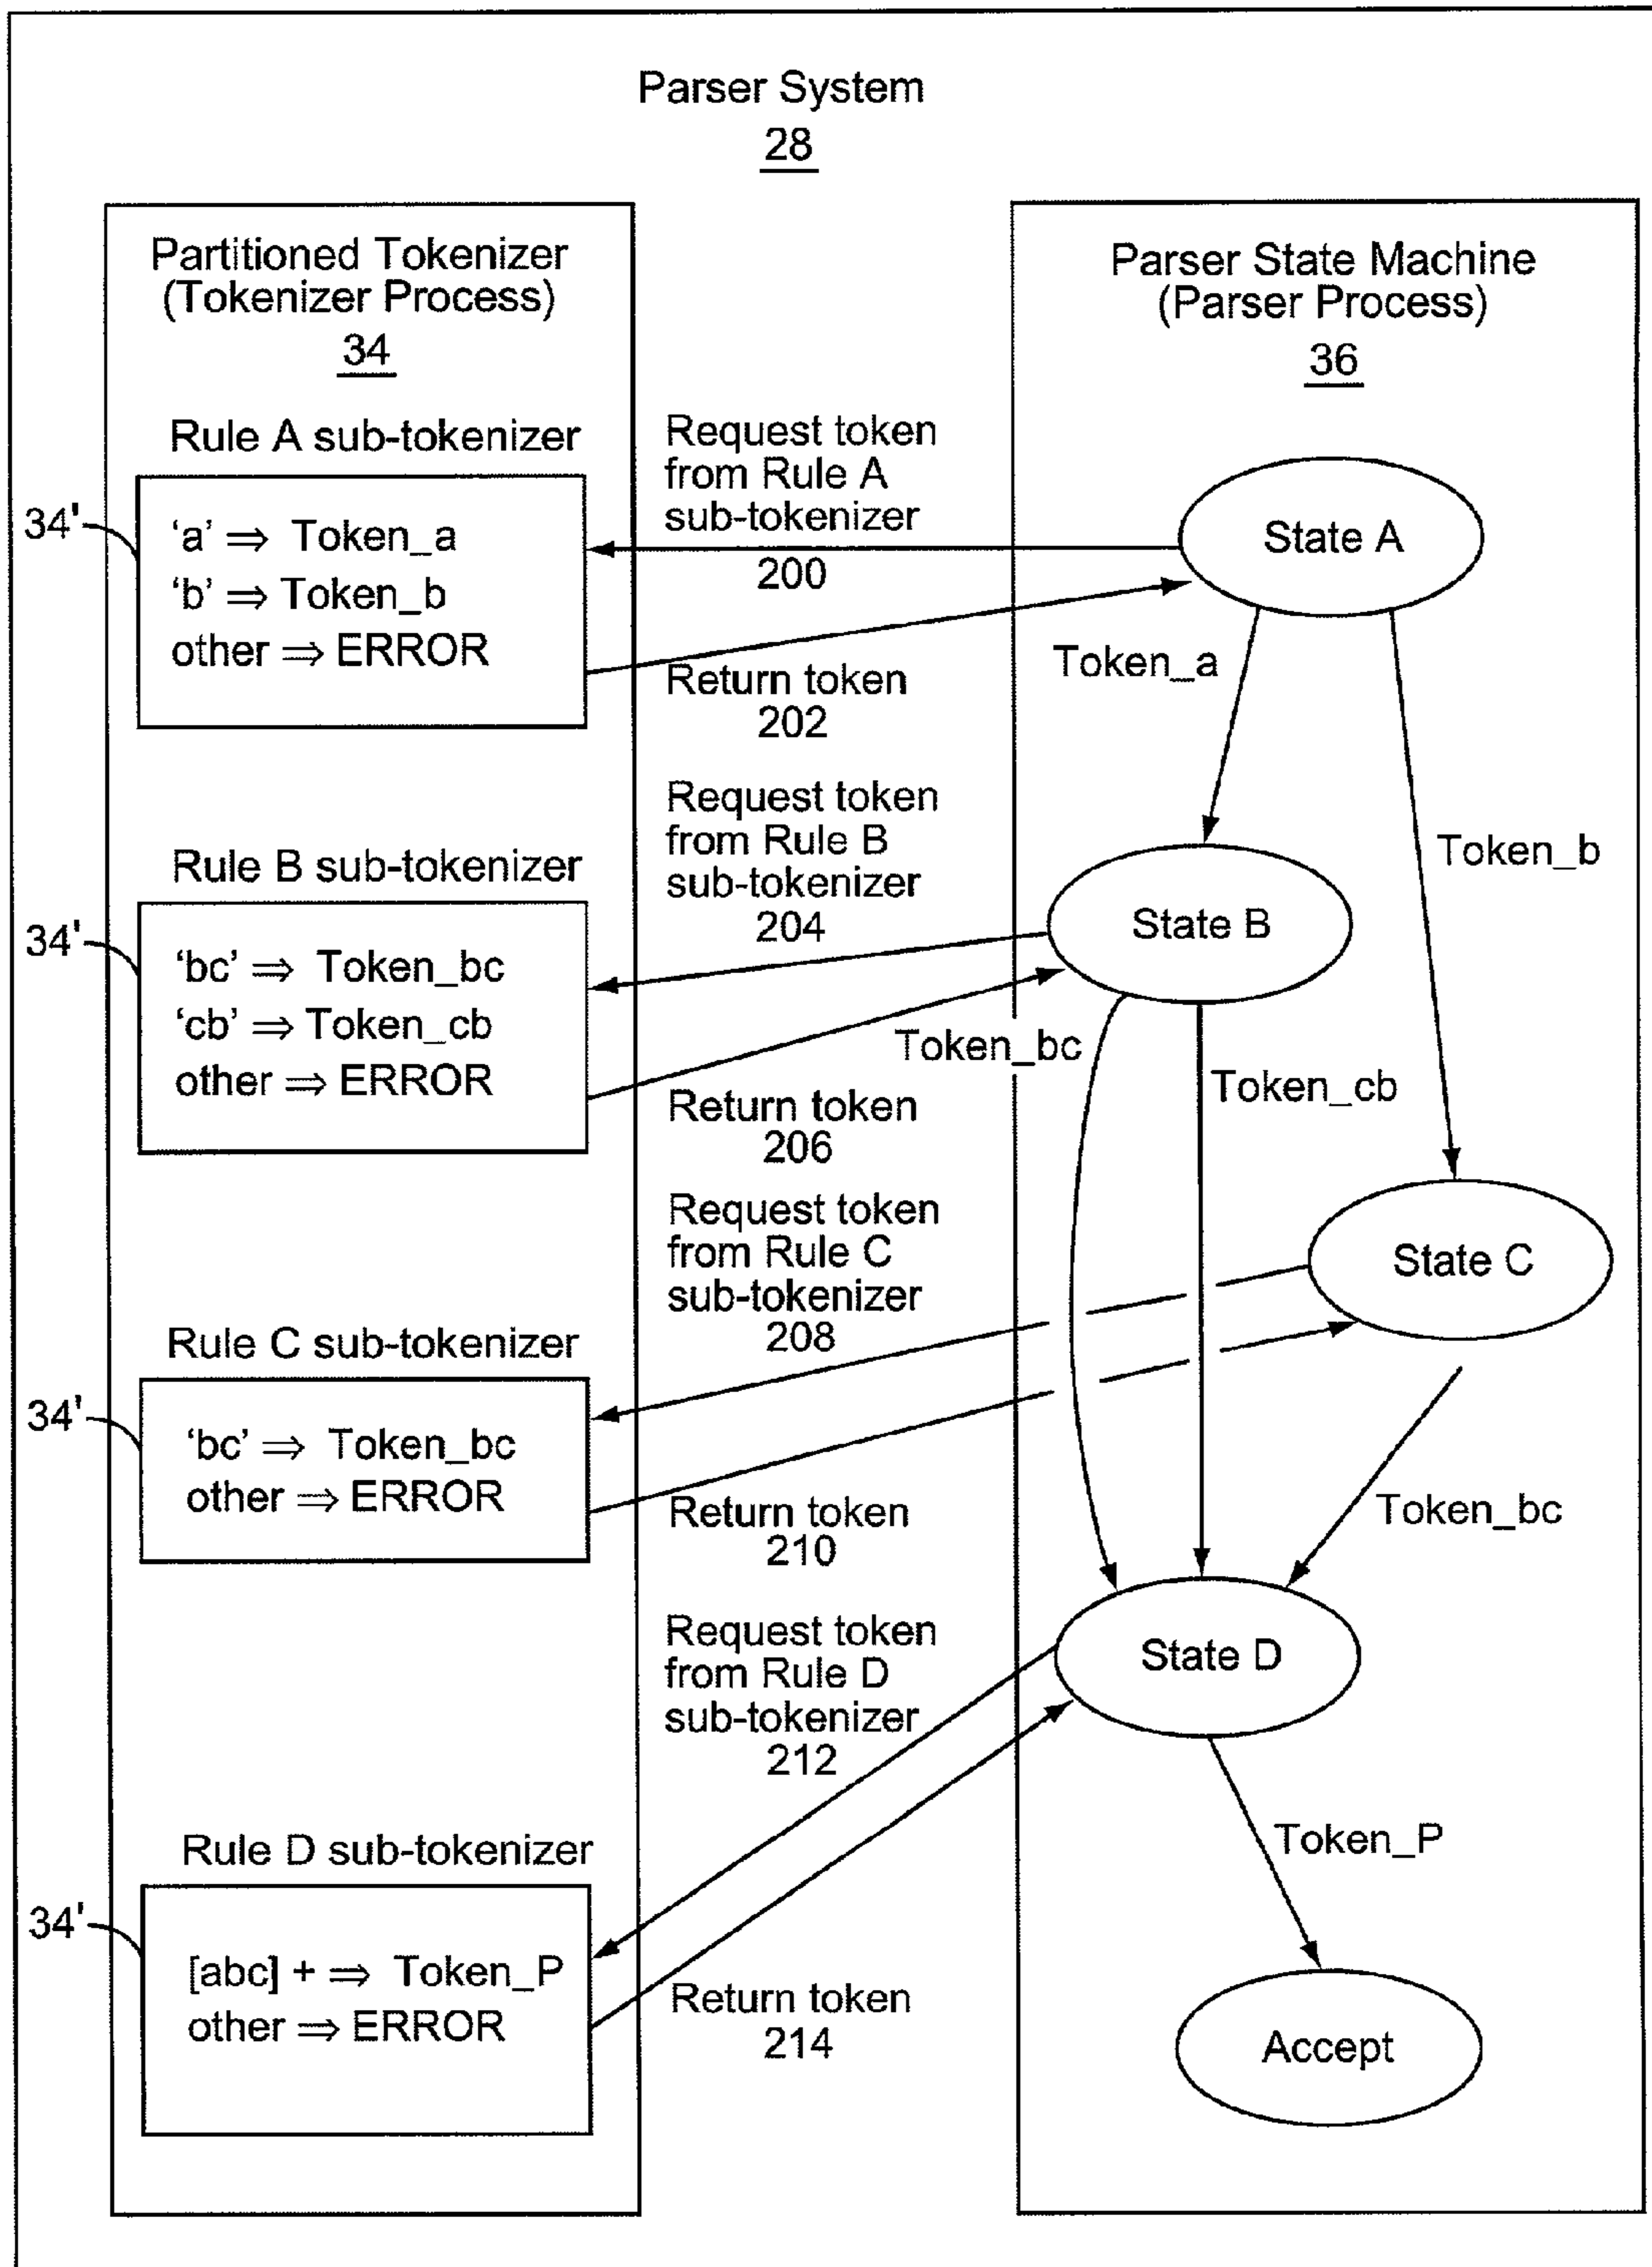 Parser System
28
Partitioned Tokenizer
(Tokenizer Process)
34
Parser State Machine
(Parser Process)
36
Rule A sub-tokenizer
34'
‘a’ ⇒ Token_a
‘b’ ⇒ Token_b
other ⇒ ERROR
Request token
from Rule A
sub-tokenizer
200
State A
Return token
202
Token_a
Token_b
Rule B sub-tokenizer
34'
‘bc’ ⇒ Token_bc
‘cb’ ⇒ Token_cb
other ⇒ ERROR
Request token
from Rule B
sub-tokenizer
204
State B
Token_bc
Token_cb
Return token
206
Request token
from Rule C
sub-tokenizer
208
State C
Rule C sub-tokenizer
34'
‘bc’ ⇒ Token_bc
other ⇒ ERROR
Return token
210
Token_bc
Request token
from Rule D
sub-tokenizer
212
State D
Token_P
Rule D sub-tokenizer
34'
[abc] + ⇒ Token_P
other ⇒ ERROR
Return token
214
Accept